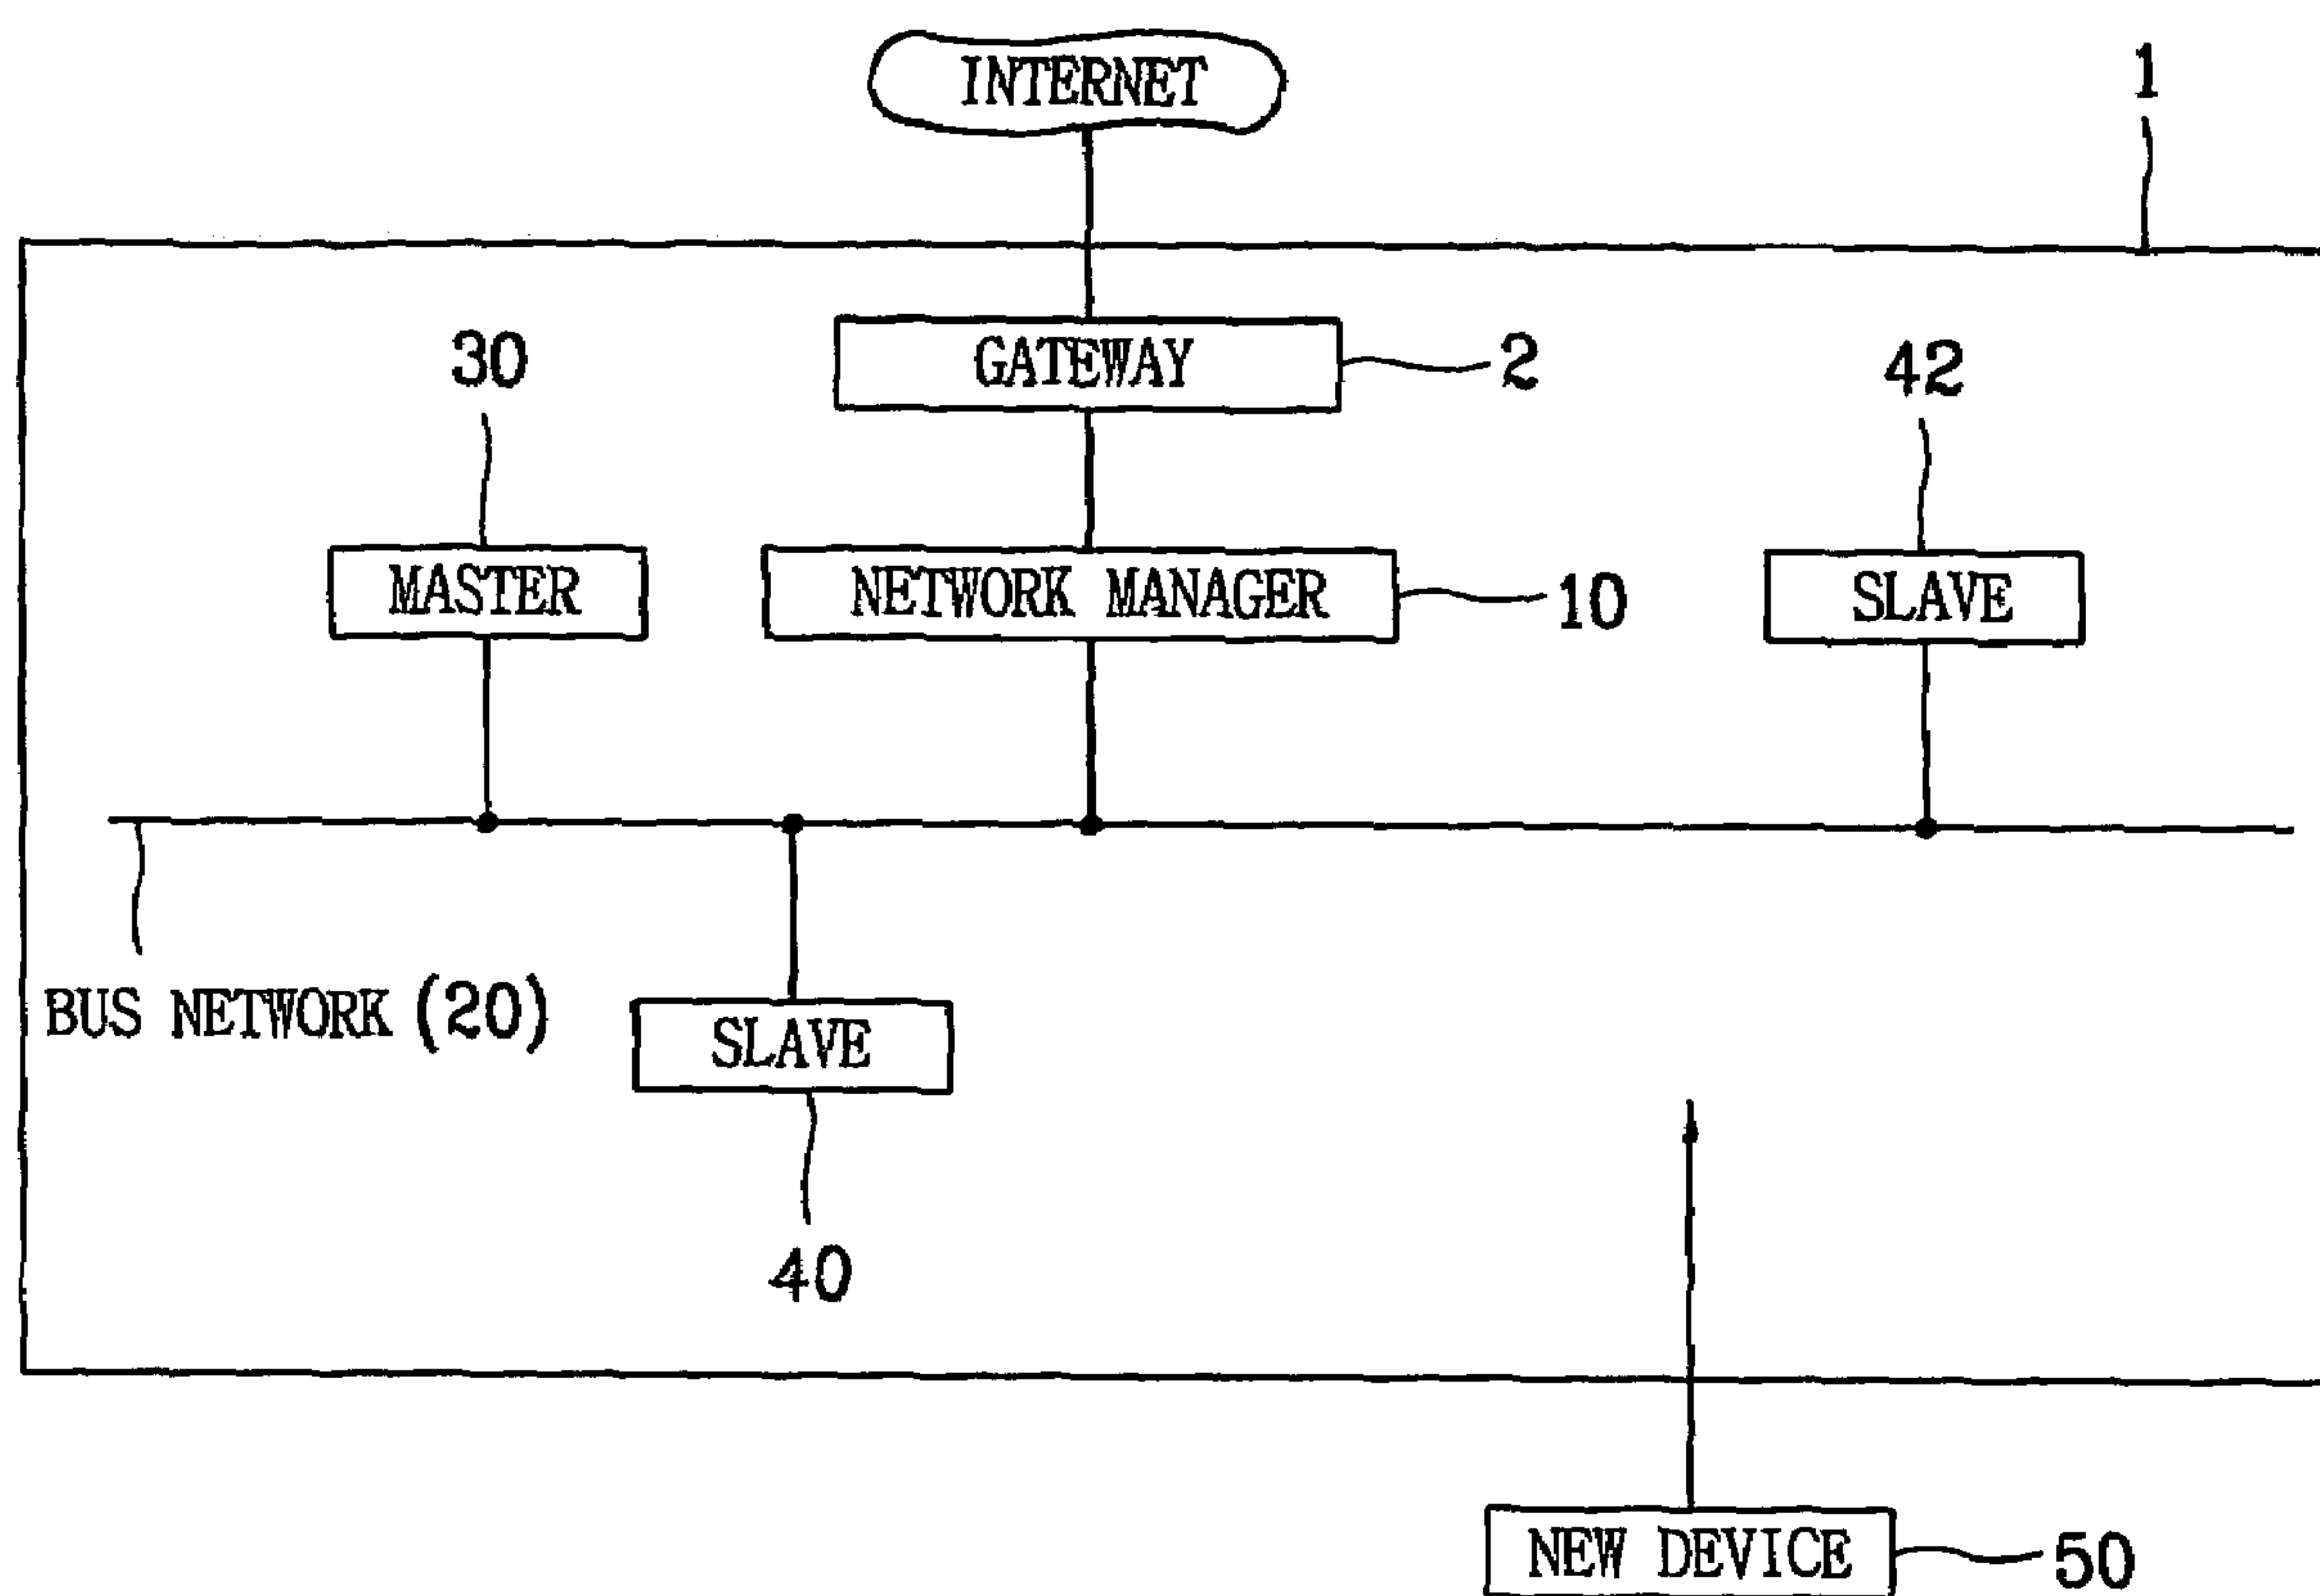 INTERNET
1
GATEWAY
2
30
42
MASTER
NETWORK MANAGER
10
SLAVE
BUS NETWORK (20)
SLAVE
40
NEW DEVICE
50